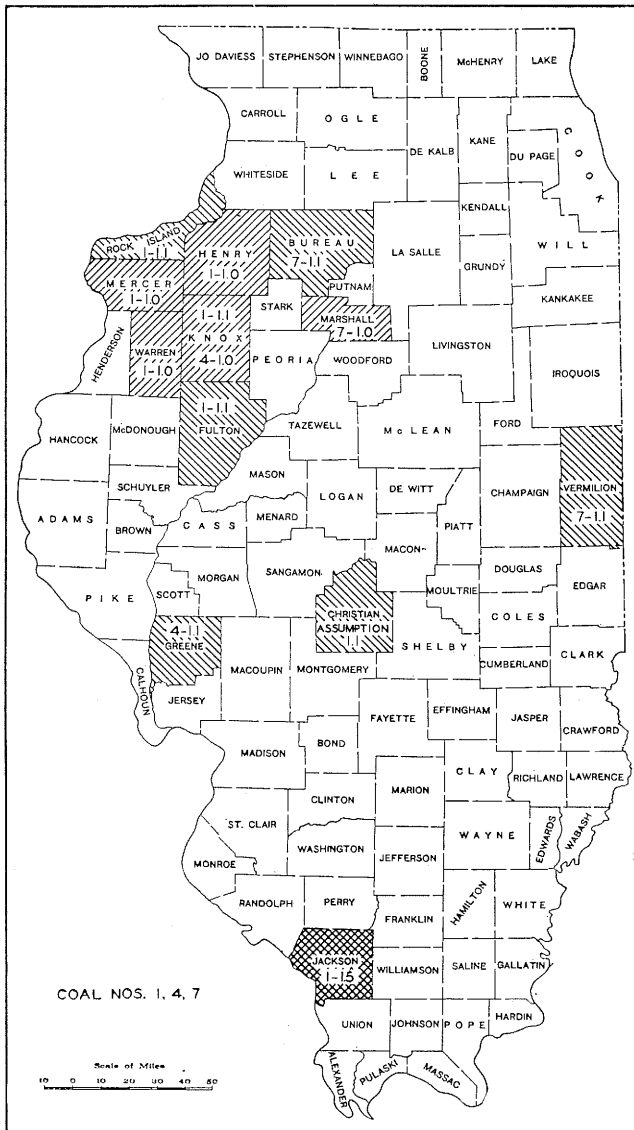 JO DAVIESS STEPHENSON WINNEBAGO BOONE McHENRY LAKE
CARROLL OGLE DE KALB KANE COOK
DU PAGE
WHITESIDE LEE KENDALL
ROCK ISLAND
1-1.1
HENRY
1-1.0
BUREAU
7-1.1
LA SALLE GRUNDY WILL
MERCER
1-1.0
PUTNAM
KANKAKEE
1-1.1
KNOX
4-1.0
STARK
MARSHALL
7-1.0
LIVINGSTON
HENDERSON
WARREN
1-1.0
PEORIA WOODFORD IROQUOIS
1-1.1
FULTON
HANCOCK McDONOUGH TAZEWELL McLEAN FORD
SCHUYLER MASON LOGAN DE WITT CHAMPAIGN
VERMILION
7-1.1
ADAMS BROWN CASS MENARD PIATT
MACON
PIKE SCOTT MORGAN SANGAMON MOULTRIE DOUGLAS EDGAR
CHRISTIAN
ASSUMPTION
1.1
COLES
4-1.1
GREENE
CALHOUN
MACOUPIN MONTGOMERY SHELBY CUMBERLAND CLARK
JERSEY FAYETTE EFFINGHAM JASPER CRAWFORD
MADISON BOND CLAY RICHLAND LAWRENCE
CLINTON MARION
ST. CLAIR WAYNE EDWARDS WABASH
MONROE WASHINGTON JEFFERSON
RANDOLPH PERRY FRANKLIN HAMILTON WHITE
JACKSON
1-1.5
WILLIAMSON SALINE GALLATIN
COAL NOS. 1, 4, 7
UNION JOHNSON POPE HARDIN
ALEXANDER PULASKI MASSAC
Scale of Miles
10 0 10 20 30 40 50